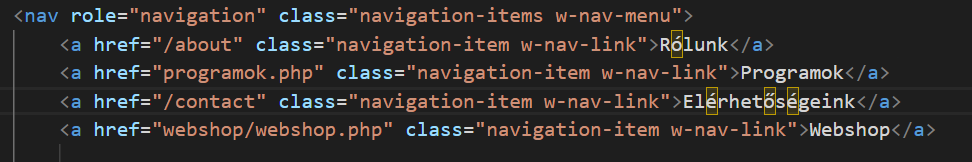 <nav role="navigation" class="navigation-items w-nav-menu">
<a href="/about" class="navigation-item w-nav-link">Rólunk</a>
<a href="programok.php" class="navigation-item w-nav-link">Programok</a>
<a href="/contact" class="navigation-item w-nav-link">Elérhetőségeink</a>
<a href="webshop/webshop.php" class="navigation-item w-nav-link">Webshop</a>